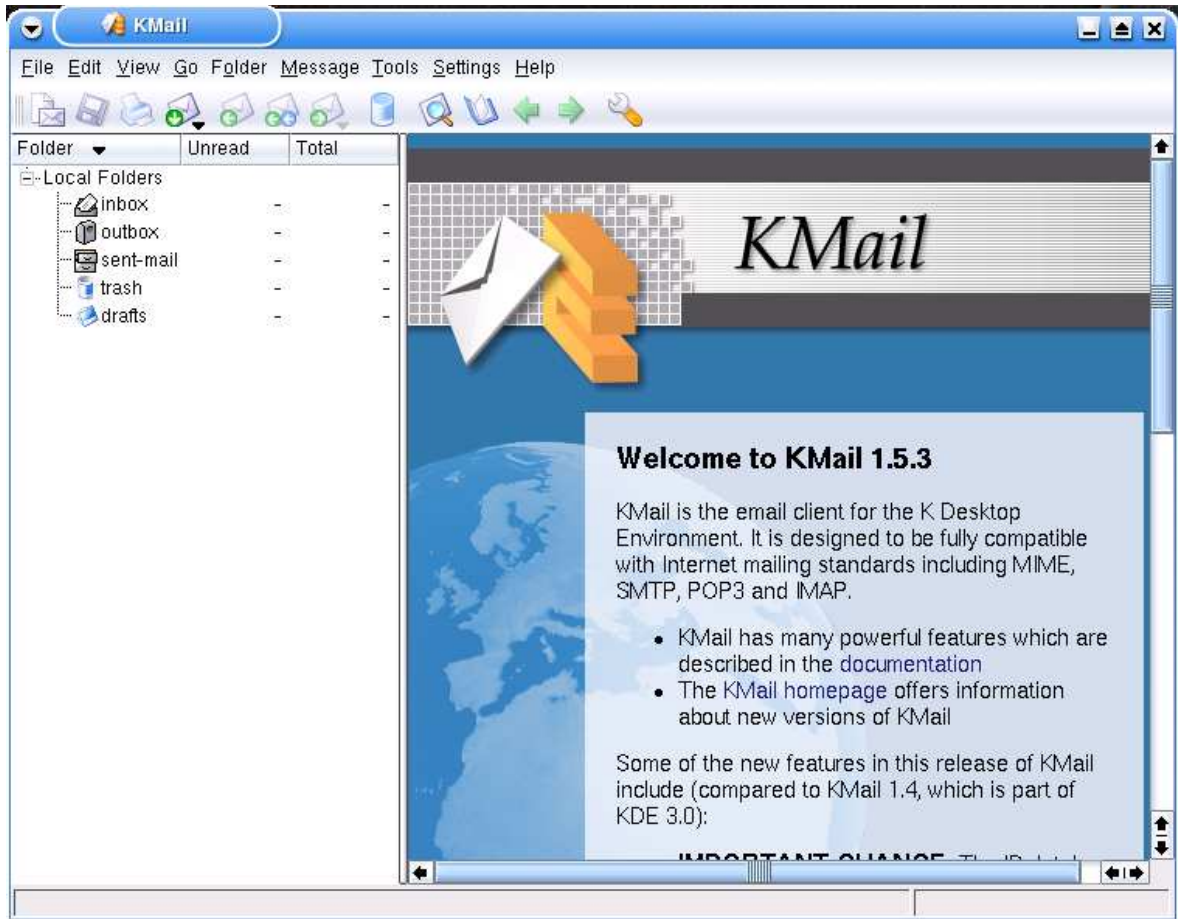 KMail
File Edit View Go Folder Message Tools Settings Help
Folder Unread Total
Local Folders
inbox - -
outbox - -
sent-mail - -
trash - -
drafts - -
KMail
Welcome to KMail 1.5.3
KMail is the email client for the K Desktop
Environment. It is designed to be fully compatible
with Internet mailing standards including MIME,
SMTP, POP3 and IMAP.
• KMail has many powerful features which are
described in the documentation
• The KMail homepage offers information
about new versions of KMail
Some of the new features in this release of KMail
include (compared to KMail 1.4, which is part of
KDE 3.0):
IMPORTANT CHANGE